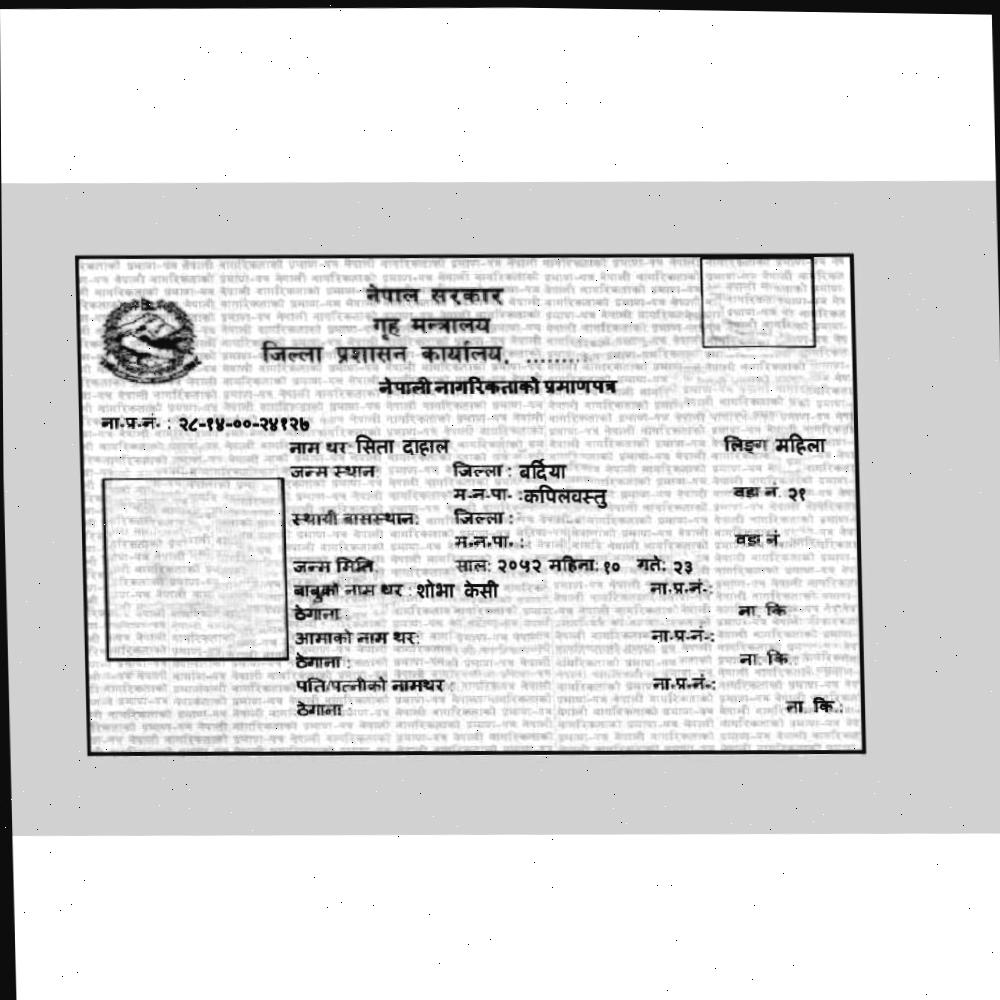 नेपाल सरकार
गृह मन्त्रालय
जिल्ला प्रशासन कार्यालय, ........
नेपाली नागरिकताको प्रमाणपत्र
ना.प्र.नं. : २८-१४-००-२४१२७
नाम थर सिता दाहाल लिङ्ग महिला
जन्म स्थान जिल्ला : बर्दिया
म.न.पा. : कपिलवस्तु वडा नं. २१
स्थायी बासस्थान: जिल्ला :
म.न.पा. : वडा नं
जन्म मिति साल: २०५२ महिना: १० गते: २३
बाबुको नाम थर : शोभा केसी ना.प्र.नं.:
ठेगाना : ना. कि
आमाको नाम थर: ना.प्र.नं.:
ठेगाना : ना. कि.:
पति/पत्नीको नामथर : ना.प्र.नं.:
ठेगाना : ना. कि.: